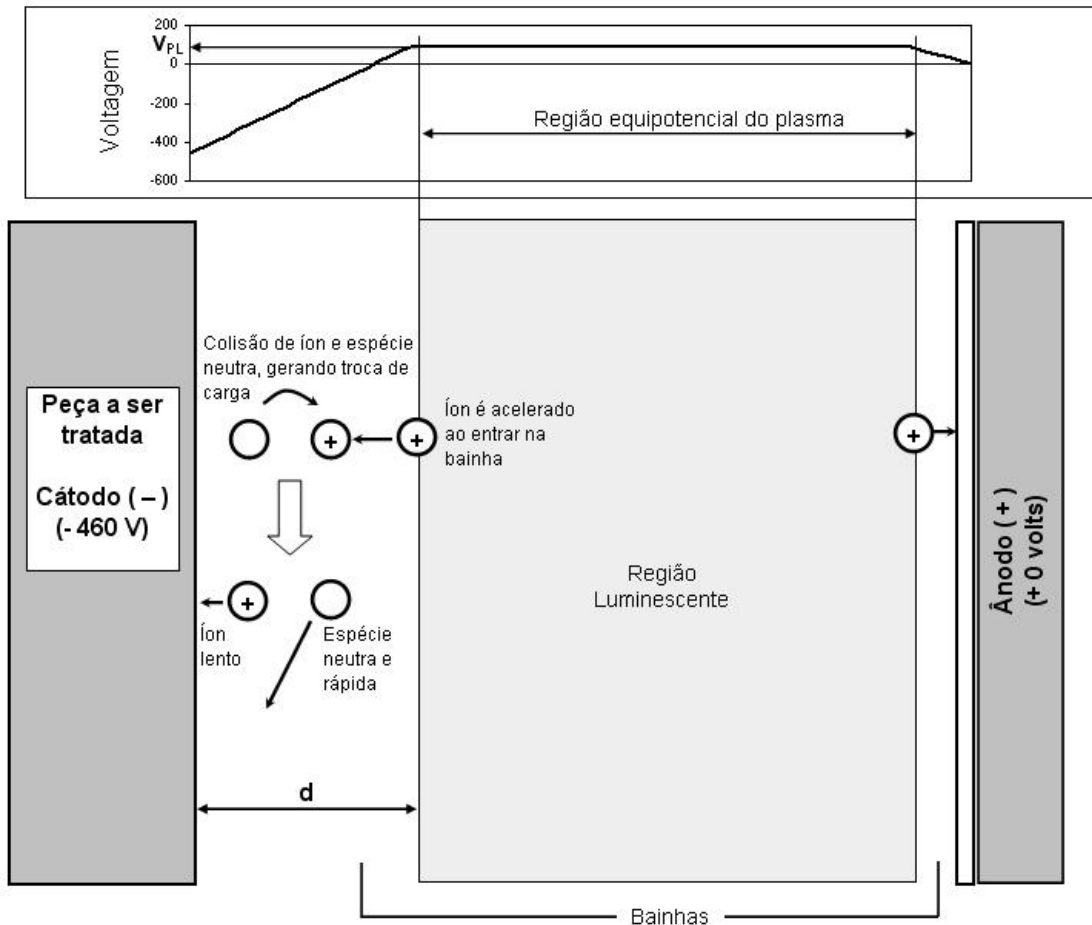 200
V PL
0
-200
-400
-600
Voltagem
Região equipotencial do plasma
Colisão de íon e espécie
neutra, gerando troca de
carga
Peça a ser
tratada
Cátodo ( – )
(- 460 V)
+
+
Íon é acelerado
ao entrar na
bainha
+
+
Íon
lento
Espécie
neutra e
rápida
Região
Luminescente
Ânodo ( + )
(+ 0 volts)
d
Bainhas